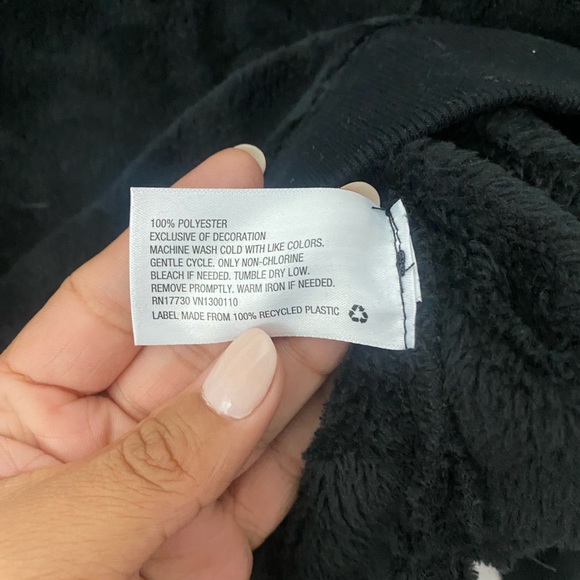 100% POLYESTER
EXCLUSIVE OF DECORATION
MACHINE WASH COLD WITH LIKE COLORS.
GENTLE CYCLE. ONLY NON-CHLORINE
BLEACH IF NEEDED. TUMBLE DRY LOW.
REMOVE PROMPTLY. WARM IRON IF NEEDED.
RN17730 VN1300110
LABEL MADE FROM 100% RECYCLED PLASTIC